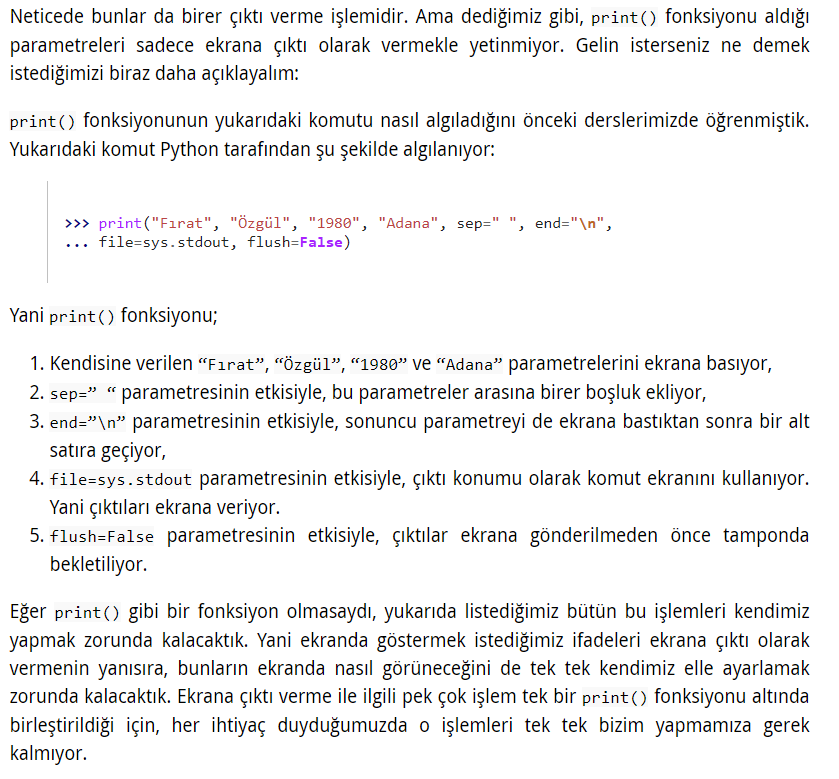 Neticede bunlar da birer çıktı verme işlemidir. Ama dediğimiz gibi, print() fonksiyonu aldığı
parametreleri sadece ekrana çıktı olarak vermekle yetinmiyor. Gelin isterseniz ne demek
istediğimizi biraz daha açıklayalım:
print() fonksiyonunun yukarıdaki komutu nasıl algıladığını önceki derslerimizde öğrenmiştik.
Yukarıdaki komut Python tarafından şu şekilde algılanıyor:
>>> print("Fırat", "Özgül", "1980", "Adana", sep=" ", end="\n",
... file=sys.stdout, flush=False)
Yani print() fonksiyonu;
1. Kendisine verilen “Fırat”, “Özgül”, “1980” ve “Adana” parametrelerini ekrana basıyor,
2. sep=” “ parametresinin etkisiyle, bu parametreler arasına birer boşluk ekliyor,
3. end=”\n” parametresinin etkisiyle, sonuncu parametreyi de ekrana bastıktan sonra bir alt
satıra geçiyor,
4. file=sys.stdout parametresinin etkisiyle, çıktı konumu olarak komut ekranını kullanıyor.
Yani çıktıları ekrana veriyor.
5. flush=False parametresinin etkisiyle, çıktılar ekrana gönderilmeden önce tamponda
bekletiliyor.
Eğer print() gibi bir fonksiyon olmasaydı, yukarıda listediğimiz bütün bu işlemleri kendimiz
yapmak zorunda kalacaktık. Yani ekranda göstermek istediğimiz ifadeleri ekrana çıktı olarak
vermenin yanısıra, bunların ekranda nasıl görüneceğini de tek tek kendimiz elle ayarlamak
zorunda kalacaktık. Ekrana çıktı verme ile ilgili pek çok işlem tek bir print() fonksiyonu altında
birleştirildiği için, her ihtiyaç duyduğumuzda o işlemleri tek tek bizim yapmamıza gerek
kalmıyor.